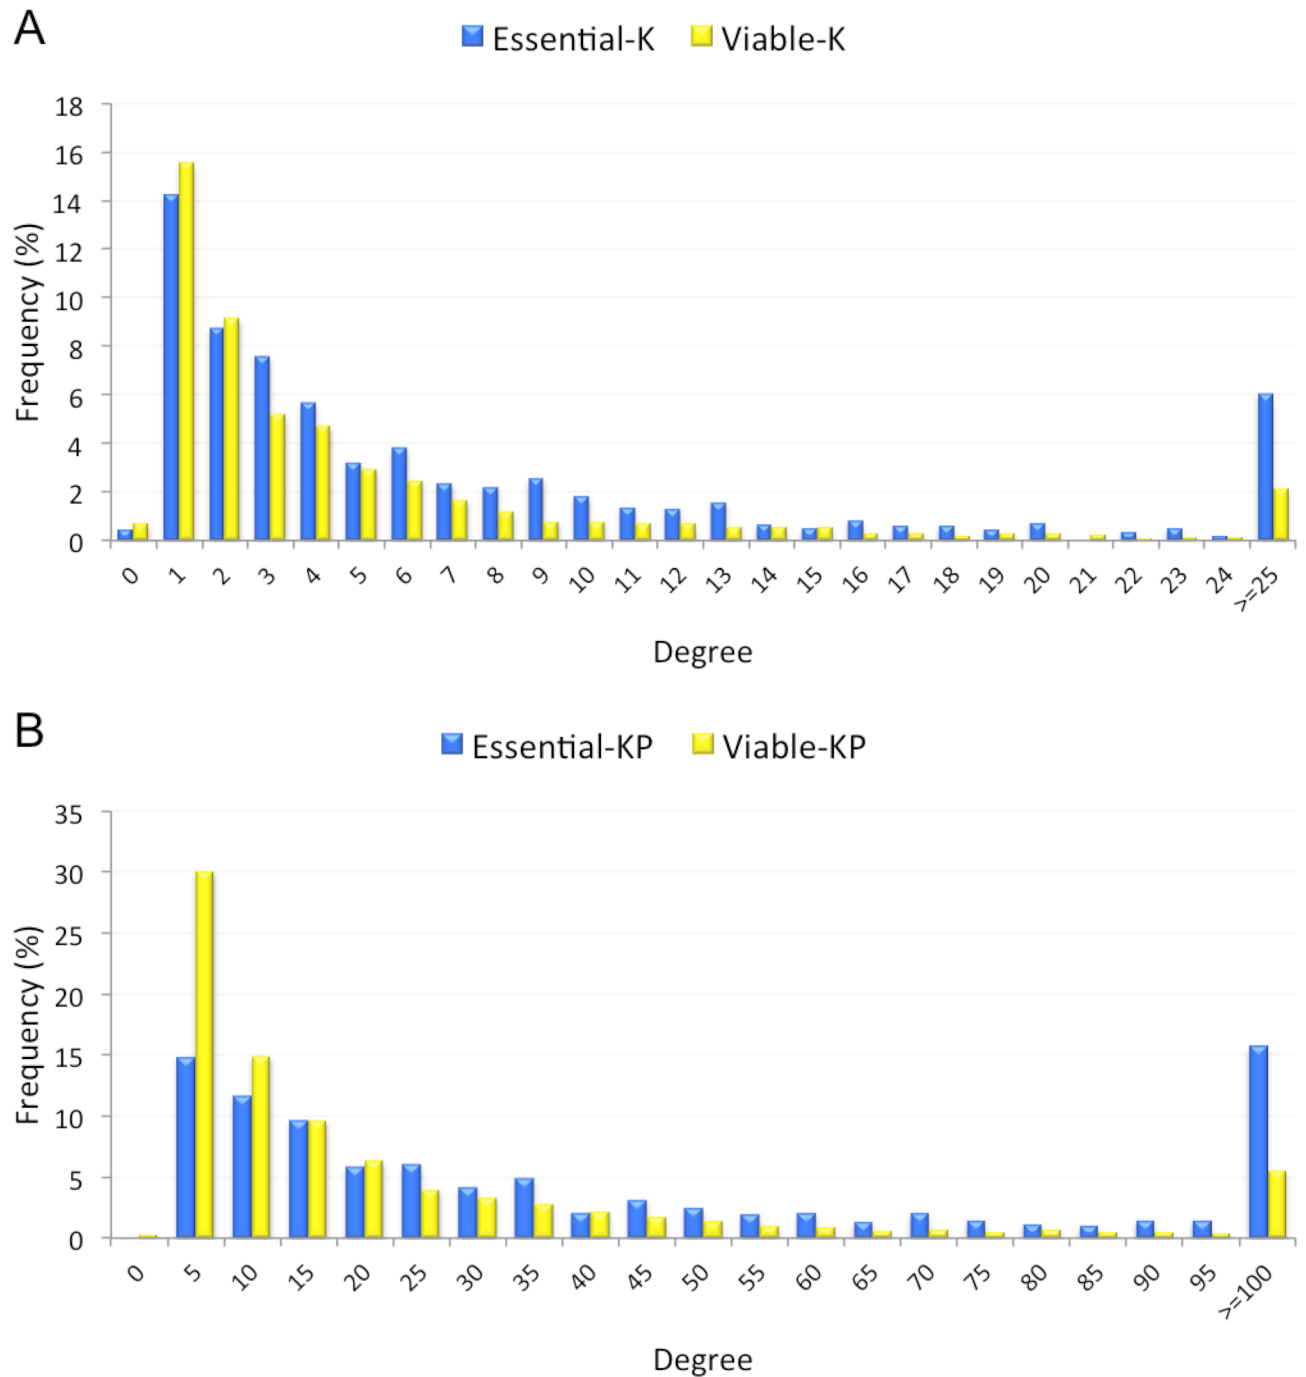 A
Essential-K Viable-K
18
16
14
12
10
8
6
4
2
0
Frequency (%)
0 1 2 3 4 5 6 7 8 9 10 11 12 13 14 15 16 17 18 19 20 21 22 23 24 >=25
Degree
B
Essential-KP Viable-KP
35
30
25
20
15
10
5
0
Frequency (%)
0 5 10 15 20 25 30 35 40 45 50 55 60 65 70 75 80 85 90 95 >=100
Degree